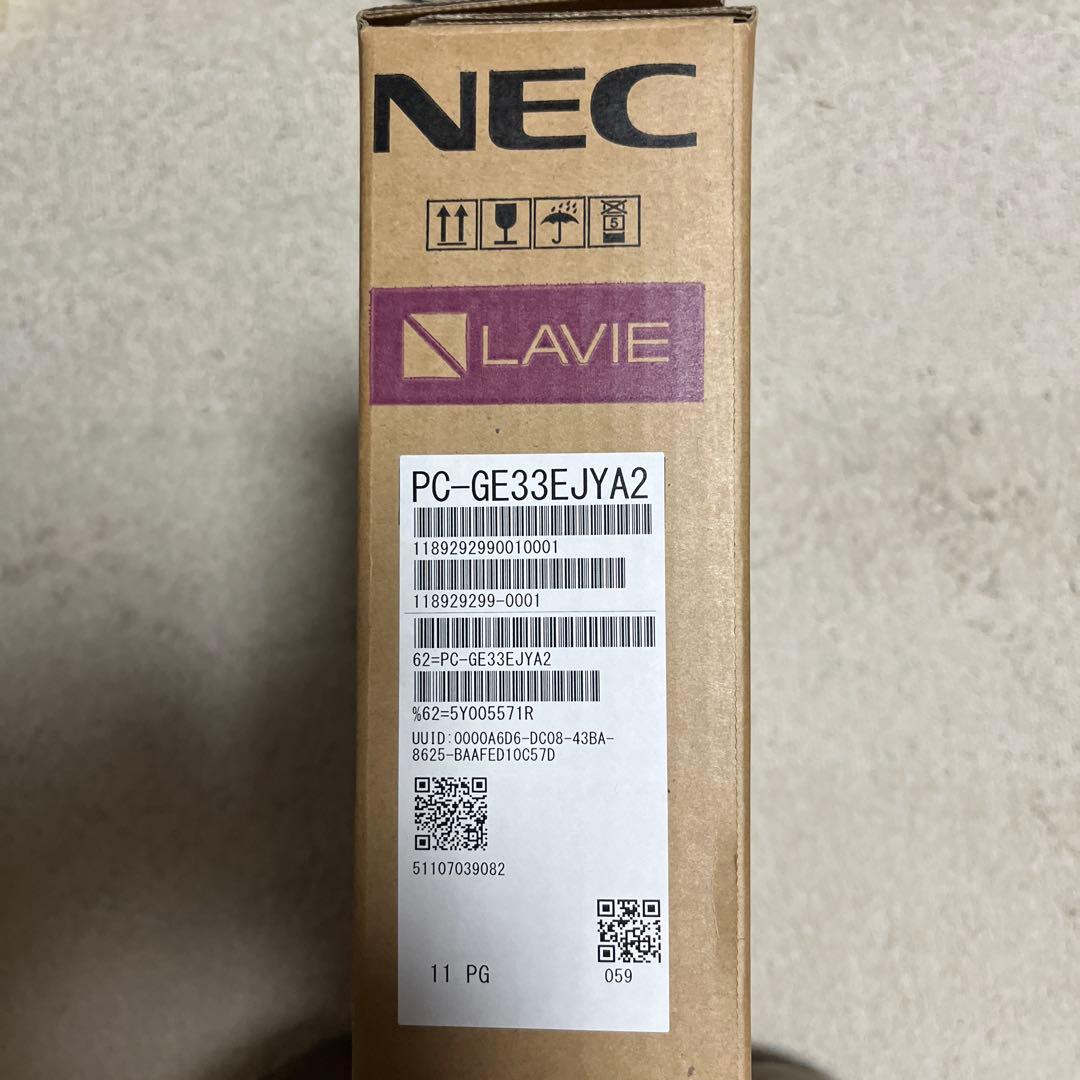 NEC
5
LAVIE
PC-GE33EJYA2
1189292990010001
118929299-0001
62=PC-GE33EJYA2
%62=5Y005571R
UUID:0000A6D6-DC08-43BA-
8625-BAAFED10C57D
51107039082
11 PG
059